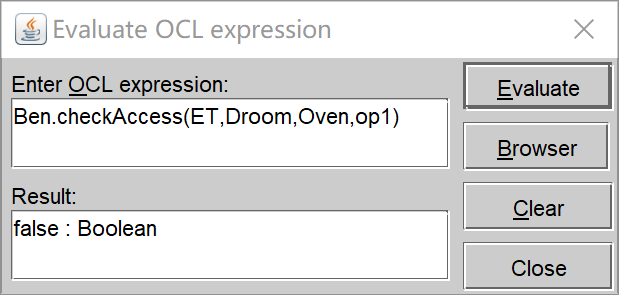 Evaluate OCL expression
Enter OCL expression:
Ben.checkAccess(ET,Droom,Oven,op1)
Evaluate
Browser
Result:
false : Boolean
Clear
Close